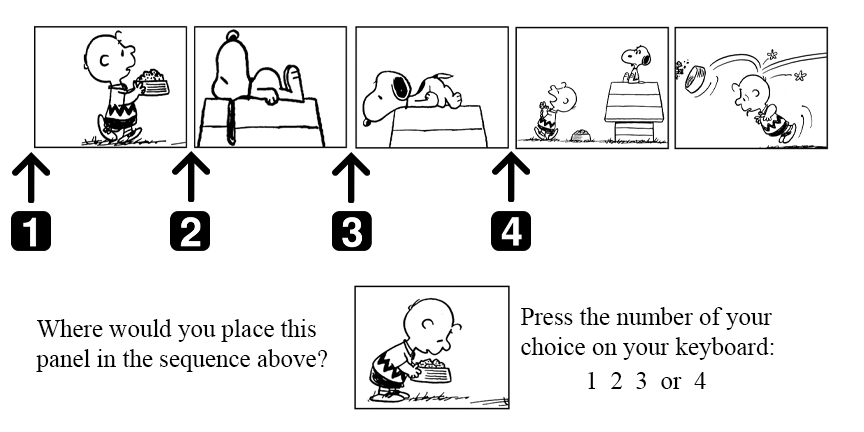 1
2
3
4
Where would you place this
panel in the sequence above?
Press the number of your
choice on your keyboard:
1 2 3 or 4